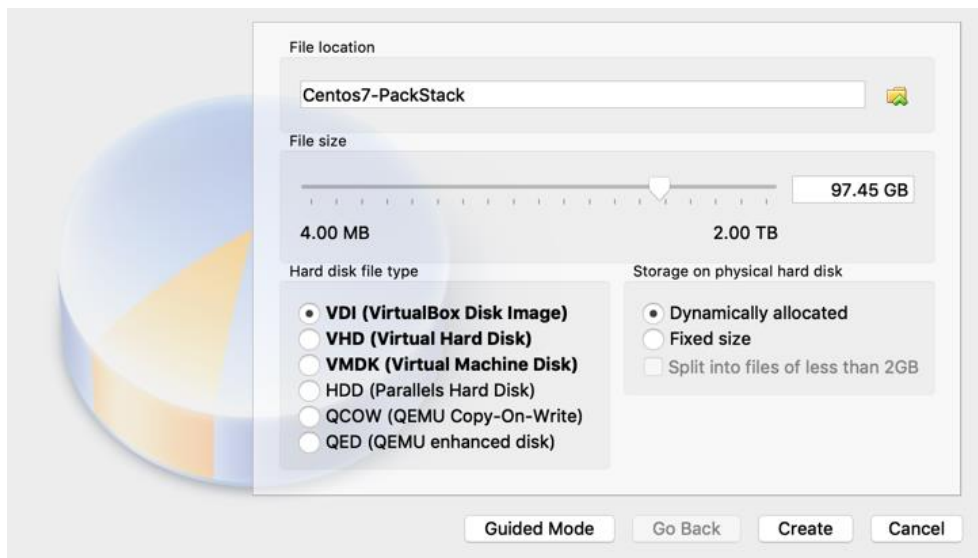 File location
Centos7-PackStack
File size
97.45 GB
4.00 MB 2.00 TB
Hard disk file type
VDI (VirtualBox Disk Image)
VHD (Virtual Hard Disk)
VMDK (Virtual Machine Disk)
HDD (Parallels Hard Disk)
QCOW (QEMU Copy-On-Write)
QED (QEMU enhanced disk)
Storage on physical hard disk
Dynamically allocated
Fixed size
Split into files of less than 2GB
Guided Mode Go Back Create Cancel